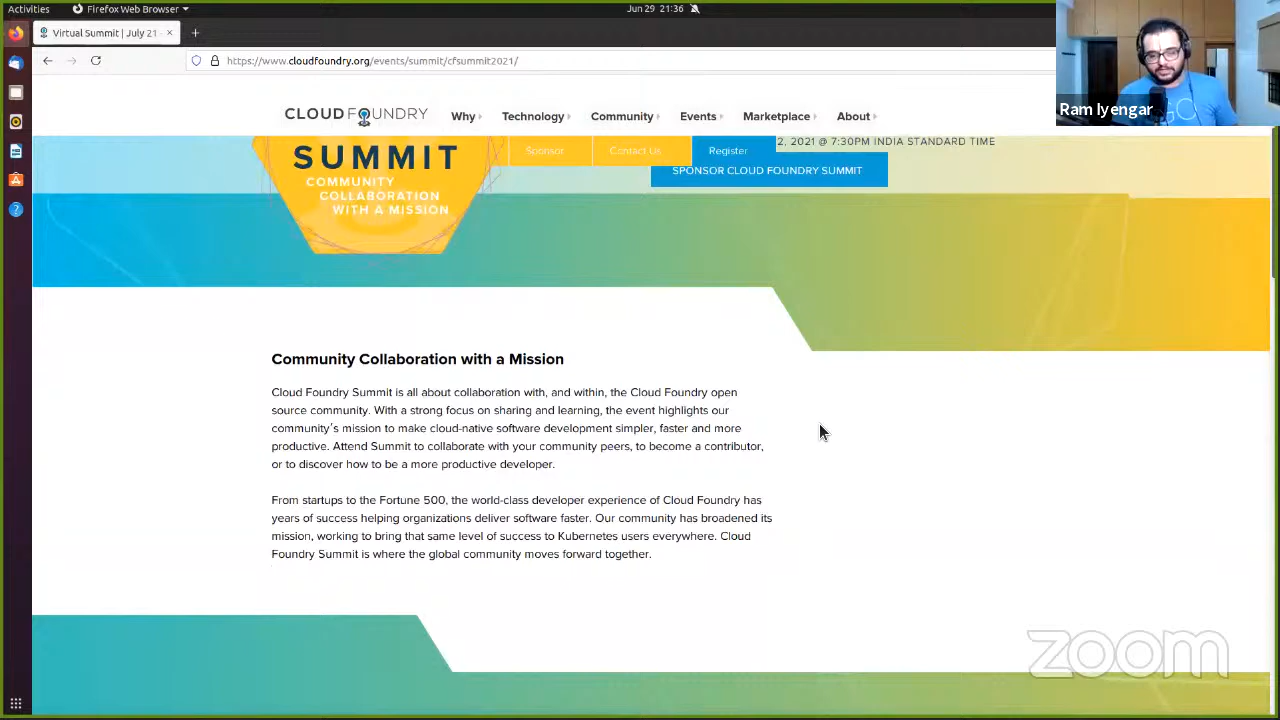 Activities
Firefox Web Browser
Jun 29 21:36
Virtual Summit | July 21 -
https://www.cloudfoundry.org/events/summit/cfsummit2021/
Ram Iyengar
CLOUD FOUNDRY
Why
Technology
Community
Events
Marketplace
About
SUMMIT
COMMUNITY
COLLABORATION
WITH A MISSION
Sponsor
Contact Us
Register
2, 2021 @ 7:30PM INDIA STANDARD TIME
SPONSOR CLOUD FOUNDRY SUMMIT
Community Collaboration with a Mission
Cloud Foundry Summit is all about collaboration with, and within, the Cloud Foundry open
source community. With a strong focus on sharing and learning, the event highlights our
community's mission to make cloud-native software development simpler, faster and more
productive. Attend Summit to collaborate with your community peers, to become a contributor,
or to discover how to be a more productive developer.
From startups to the Fortune 500, the world-class developer experience of Cloud Foundry has
years of success helping organizations deliver software faster. Our community has broadened its
mission, working to bring that same level of success to Kubernetes users everywhere. Cloud
Foundry Summit is where the global community moves forward together.
zoom